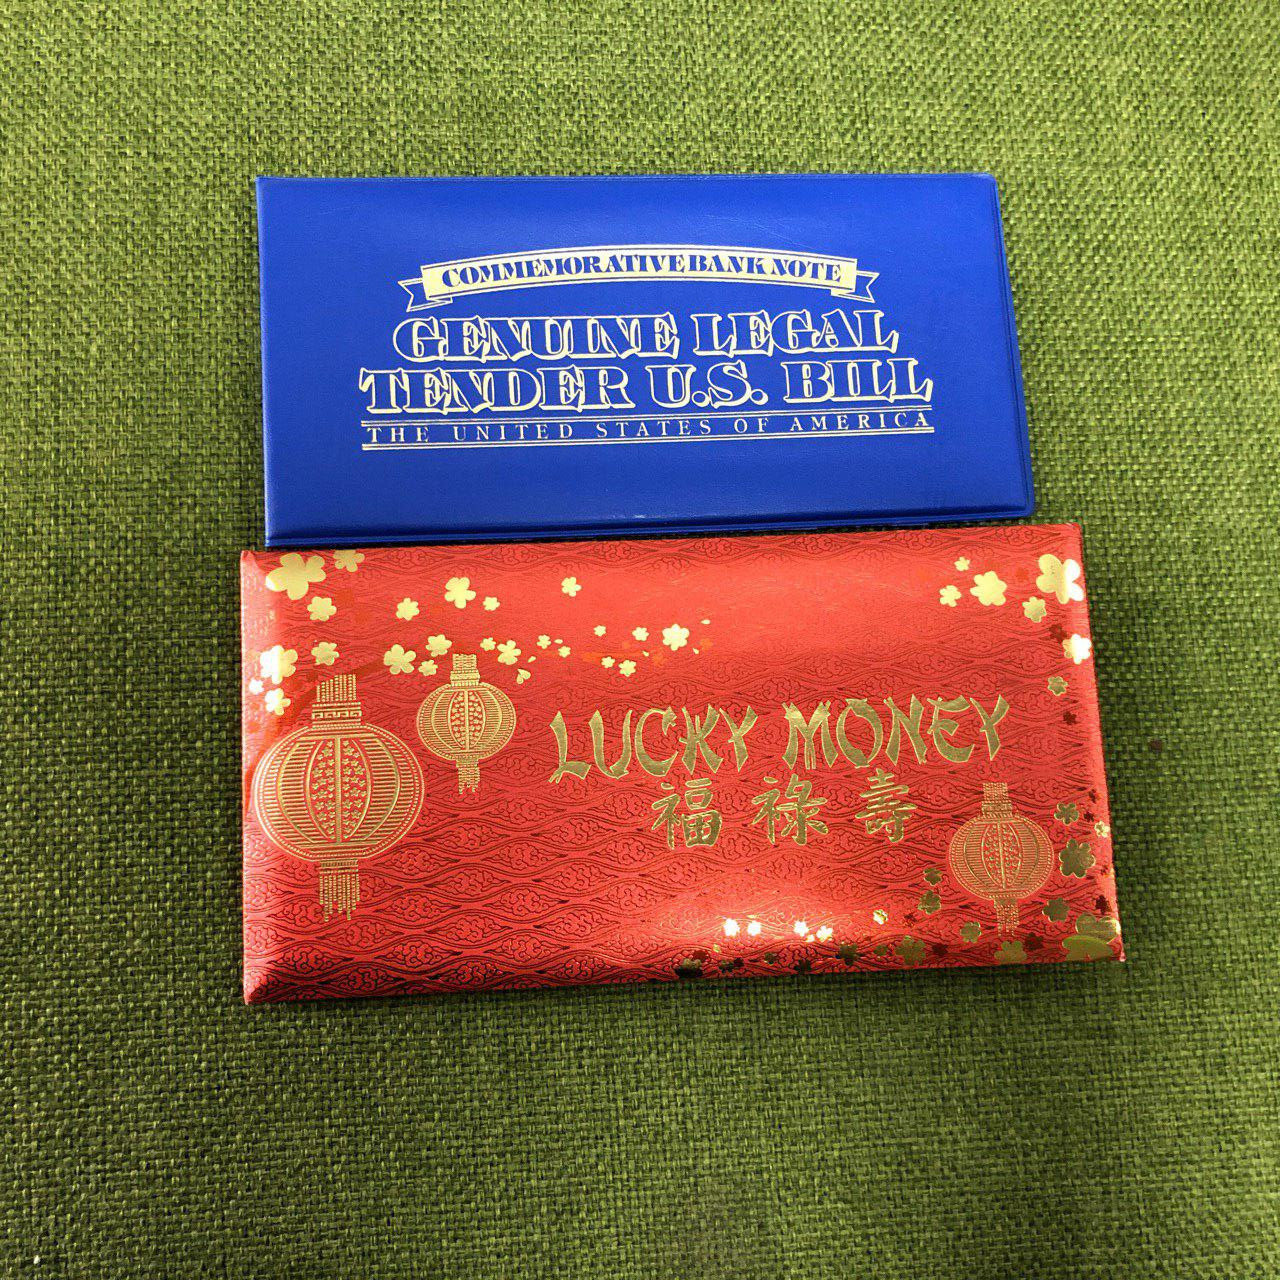 COMMEMORATIVE BANK NOTE
GENUINE LEGAL
TENDER U.S. BILL
THE UNITED STATES OF AMERICA
LUCKY MONEY
福 祿 壽